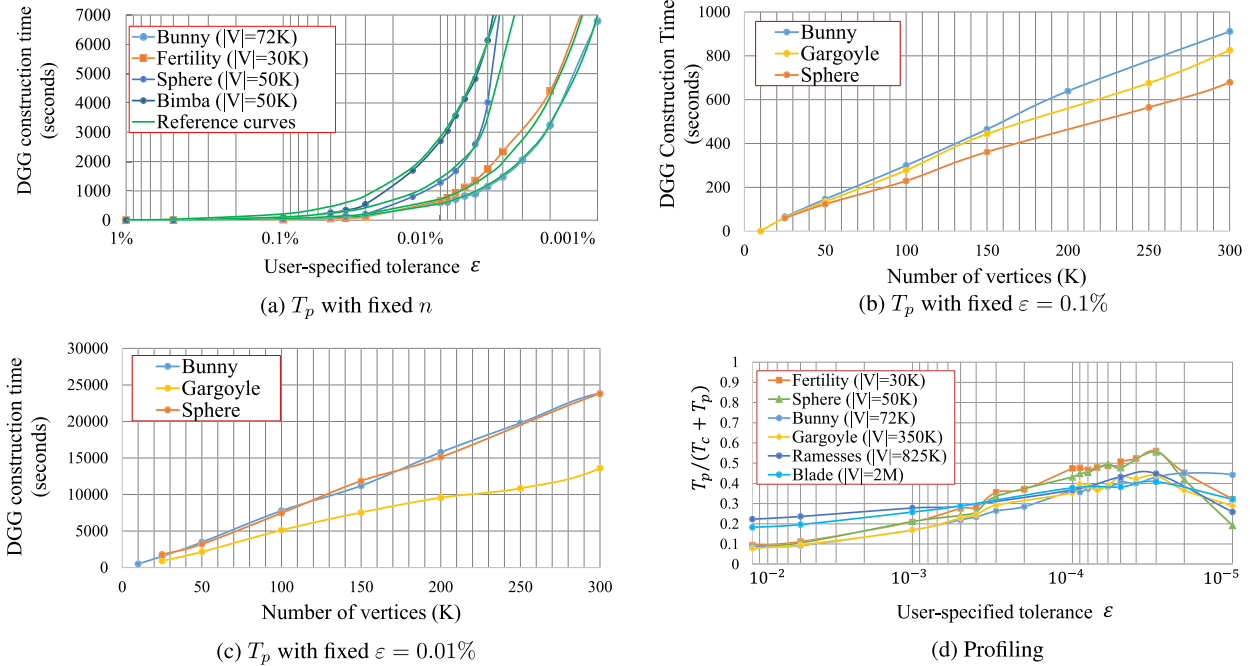 7000
6000
5000
4000
3000
2000
1000
0
DGG construction time
(seconds)
Bunny (|V|=72K)
Fertility (|V|=30K)
Sphere (|V|=50K)
Bimba (|V|=50K)
Reference curves
1%
0.1%
0.01%
0.001%
User-specified tolerance ε
(a) T_p with fixed n
1000
800
600
400
200
0
DGG Construction Time
(seconds)
Bunny
Gargoyle
Sphere
0 50 100 150 200 250 300
Number of vertices (K)
(b) T_p with fixed ε = 0.1%
30000
25000
20000
15000
10000
5000
0
DGG construction time
(seconds)
Bunny
Gargoyle
Sphere
0 50 100 150 200 250 300
Number of vertices (K)
(c) T_p with fixed ε = 0.01%
1
0.9
0.8
0.7
0.6
0.5
0.4
0.3
0.2
0.1
0
T_p/(T_c + T_p)
Fertility (|V|=30K)
Sphere (|V|=50K)
Bunny (|V|=72K)
Gargoyle (|V|=350K)
Ramesses (|V|=825K)
Blade (|V|=2M)
10⁻²
10⁻³
10⁻⁴
10⁻⁵
User-specified tolerance ε
(d) Profiling